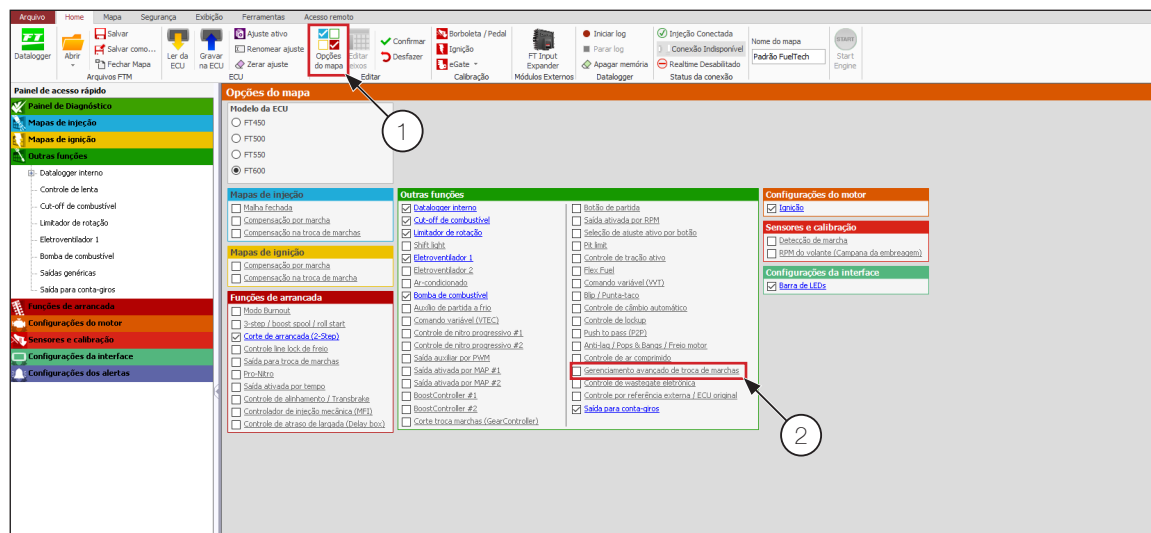 Arquivo Home Mapa Segurança Exibição Ferramentas Acesso remoto
FT
Datalogger
Abrir
Salvar
Salvar como...
Fechar Mapa
Arquivos FTM
Ler da
ECU
Gravar
na ECU
Ajuste ativo
Renomear ajuste
Zerar ajuste
ECU
Opções
do mapa
Editar
eixos
Confirmar
Desfazer
Editar
Borboleta / Pedal
Ignição
eGate
Calibração
FT Input
Expander
Módulos Externos
Iniciar log
Parar log
Apagar memória
Datalogger
Injeção Conectada
Conexão Indisponível
Realtime Desabilitado
Status da conexão
Nome do mapa
Padrão FuelTech
START
Start
Engine
Painel de acesso rápido
Painel de Diagnóstico
Mapas de injeção
Mapas de ignição
Outras funções
Datalogger interno
Controle de lenta
Cut-off de combustível
Limitador de rotação
Eletroventilador 1
Bomba de combustível
Saídas genéricas
Saída para conta-giros
Funções de arrancada
Configurações do motor
Sensores e calibração
Configurações da interface
Configurações dos alertas
Opções do mapa
1
Modelo da ECU
FT450
FT500
FT550
FT600
Mapas de injeção
Malha fechada
Compensação por marcha
Compensação na troca de marchas
Mapas de ignição
Compensação por marcha
Compensação na troca de marcha
Funções de arrancada
Modo Burnout
3-step / boost spool / roll start
Corte de arrancada (2-Step)
Controle line lock de freio
Saída para troca de marchas
Pro-Nitro
Saída ativada por tempo
Controle de alinhamento / Transbrake
Controlador de injeção mecânica (MFI)
Controle de atraso de largada (Delay box)
Outras funções
Datalogger interno
Cut-off de combustível
Limitador de rotação
Shift light
Eletroventilador 1
Eletroventilador 2
Ar-condicionado
Bomba de combustível
Auxílio de partida a frio
Comando variável (VTEC)
Controle de nitro progressivo #1
Controle de nitro progressivo #2
Saída auxiliar por PWM
Saída ativada por MAP #1
Saída ativada por MAP #2
BoostController #1
BoostController #2
Corte troca marchas (GearController)
Botão de partida
Saída ativada por RPM
Seleção de ajuste ativo por botão
Pit limit
Controle de tração ativo
Flex Fuel
Comando variável (VVT)
Blip / Punta-taco
Controle de câmbio automático
Controle de lockup
Push to pass (P2P)
Anti-lag / Pops & Bangs / Freio motor
Controle de ar comprimido
Gerenciamento avançado de troca de marchas
Controle de wastegate eletrônica
Controle por referência externa / ECU original
Saída para conta-giros
2
Configurações do motor
Ignição
Sensores e calibração
Detecção de marcha
RPM do volante (Campana da embreagem)
Configurações da interface
Barra de LEDs